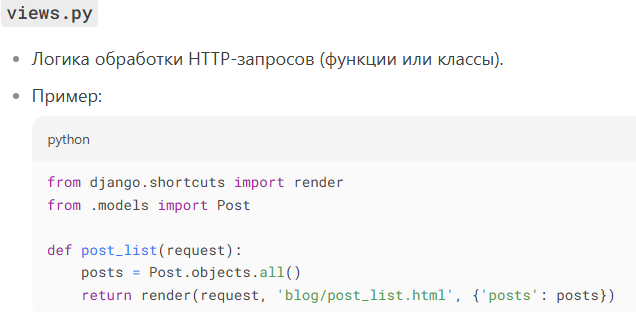 views.py
• Логика обработки HTTP-запросов (функции или классы).
• Пример:
python
from django.shortcuts import render
from .models import Post

def post_list(request):
    posts = Post.objects.all()
    return render(request, 'blog/post_list.html', {'posts': posts})